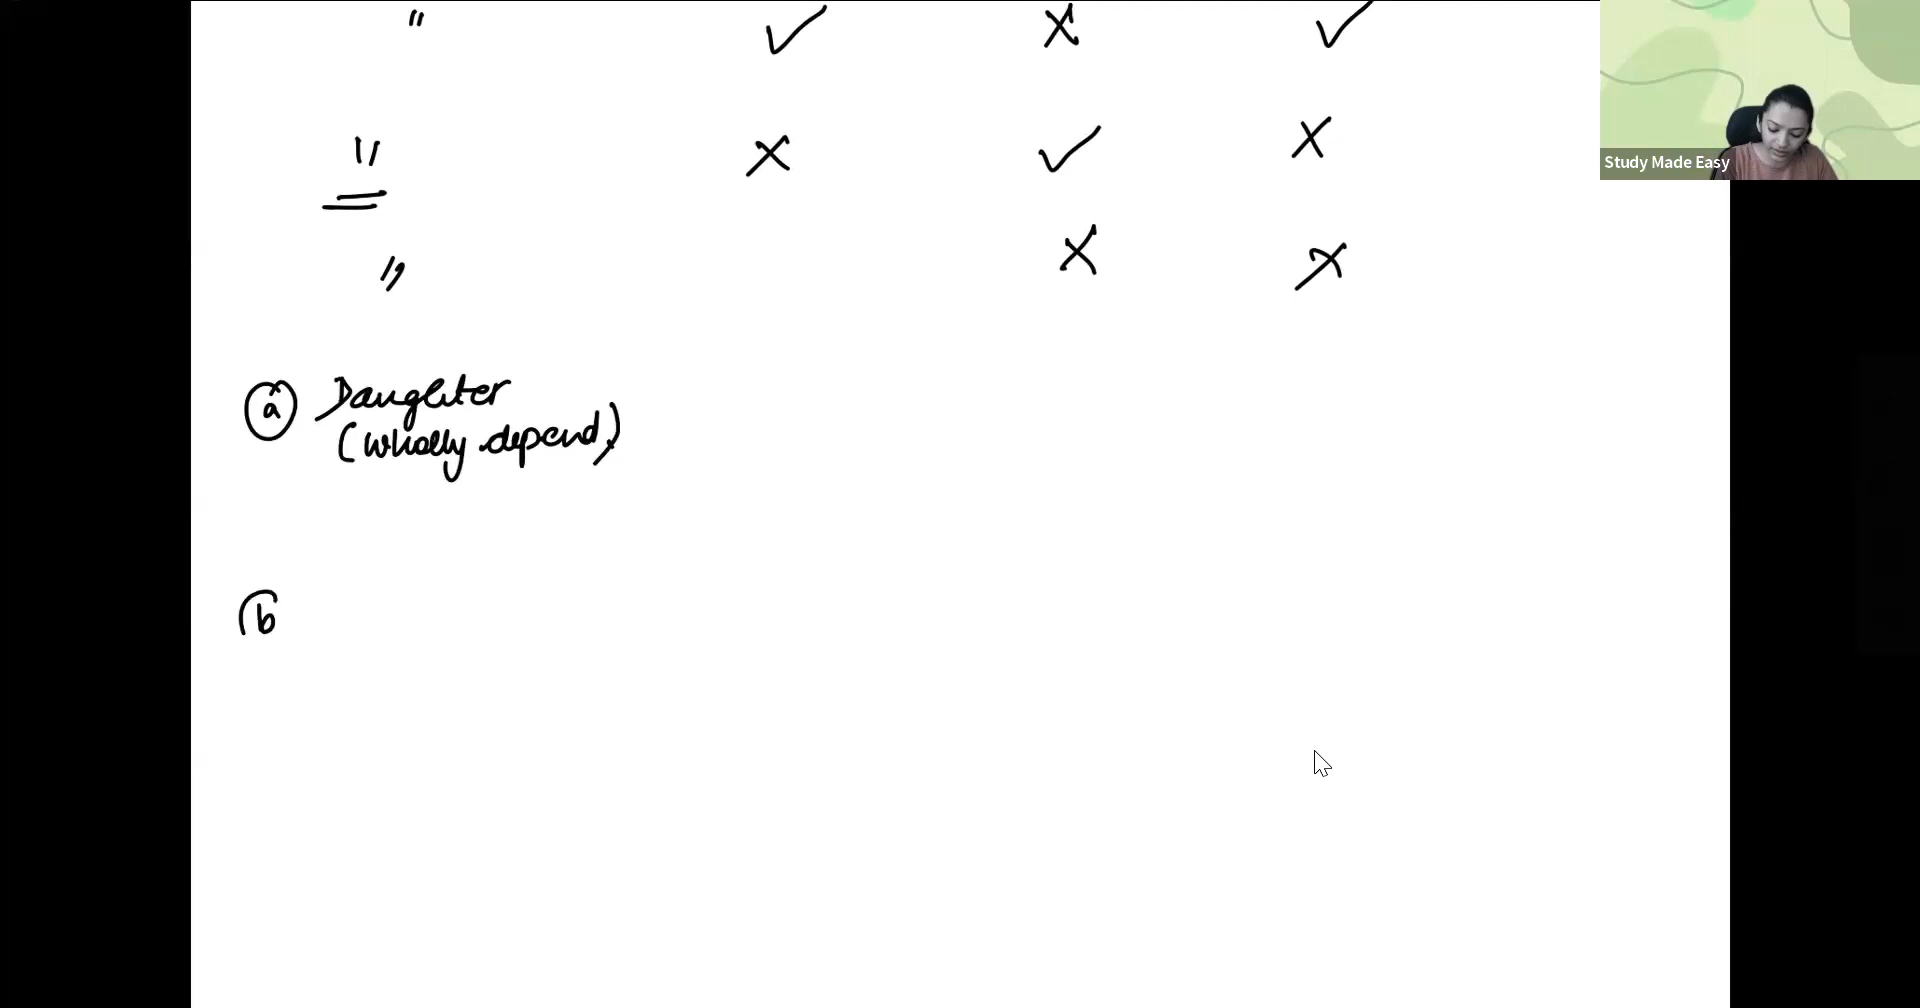 " ✓ X ✓
Study Made Easy
" X ✓ X
" X X
(a) Daughter
(wholly depend)
(b